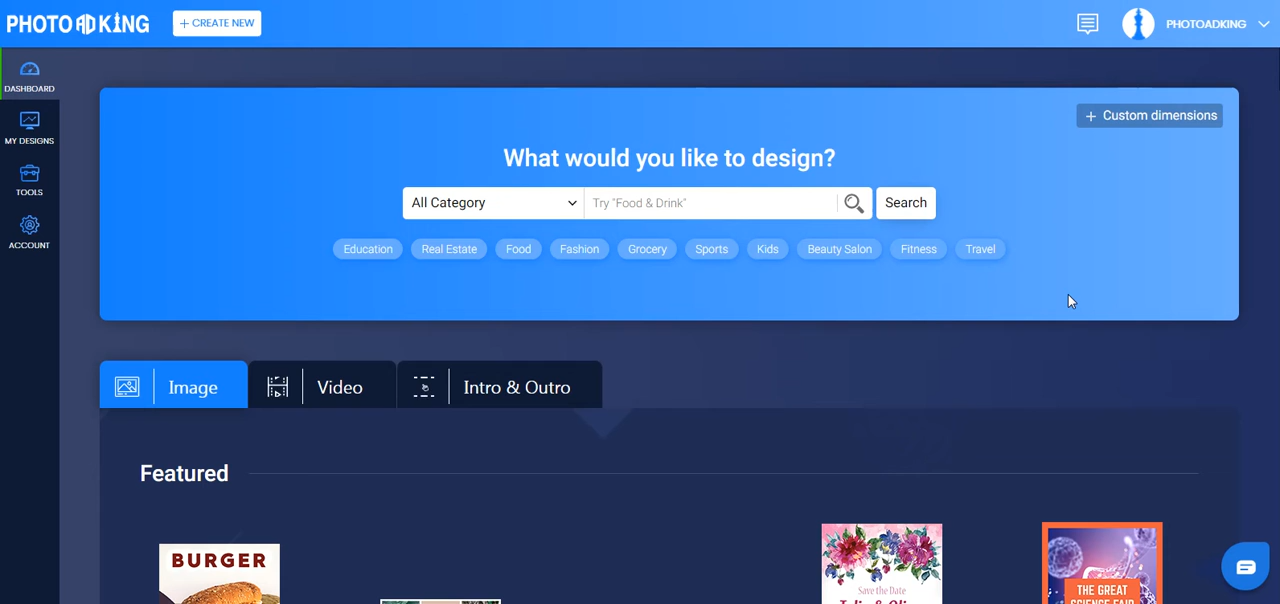 PHOTOADKING
+ CREATE NEW
PHOTOADKING
DASHBOARD
MY DESIGNS
TOOLS
ACCOUNT
+ Custom dimensions
What would you like to design?
All Category
Try "Food & Drink"
Search
Education
Real Estate
Food
Fashion
Grocery
Sports
Kids
Beauty Salon
Fitness
Travel
Image
Video
Intro & Outro
Featured
BURGER
Save the Date
THE GREAT
SCIENCE FAIR